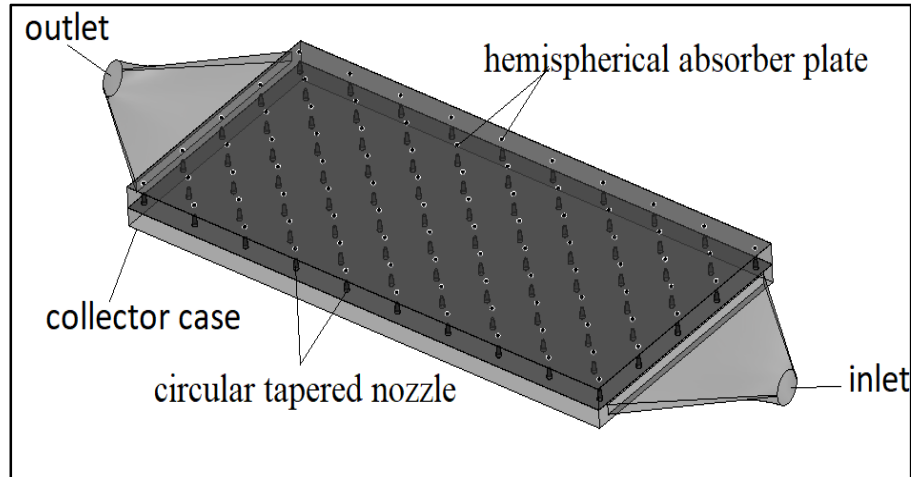 outlet
hemispherical absorber plate
collector case
circular tapered nozzle
inlet